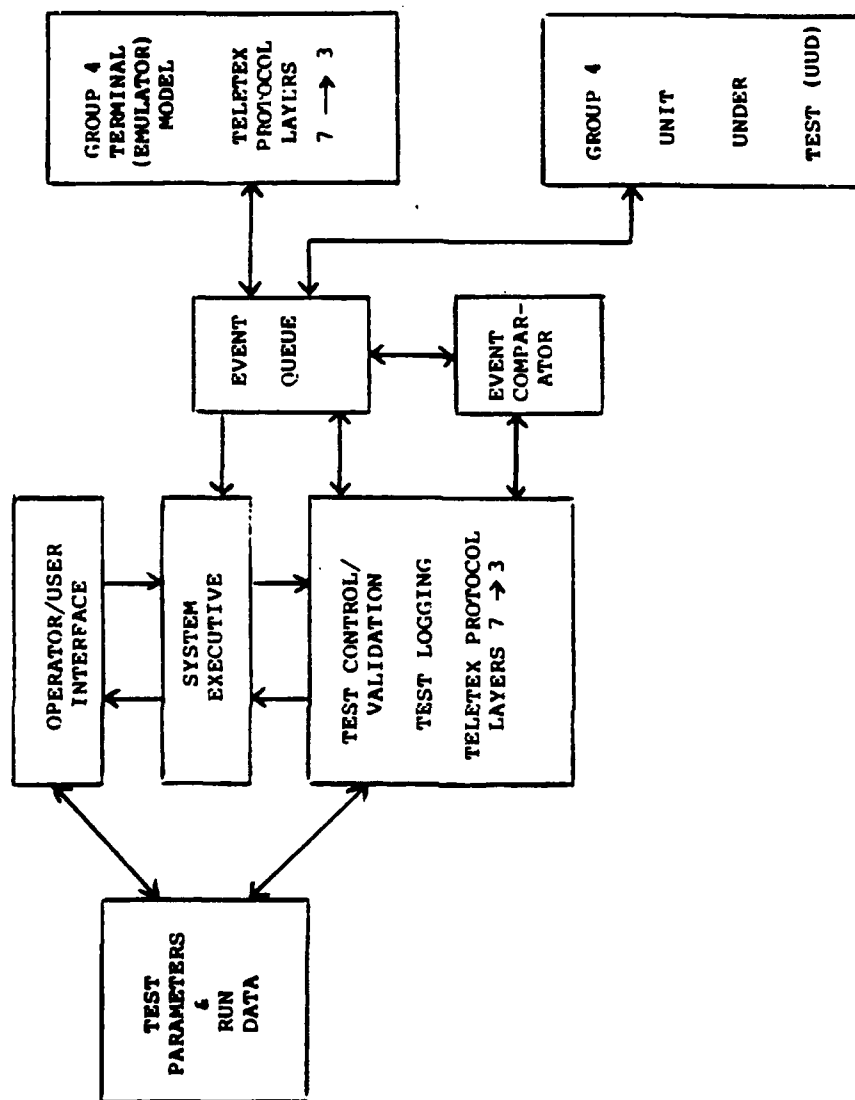 TEST
PARAMETERS
&
RUN
DATA
OPERATOR/USER
INTERFACE
SYSTEM
EXECUTIVE
TEST CONTROL/
VALIDATION
TEST LOGGING
TELETEX PROTOCOL
LAYERS 7 → 3
EVENT
QUEUE
EVENT
COMPAR-
ATOR
GROUP 4
TERMINAL
(EMULATOR)
MODEL
TELETEX
PROTOCOL
LAYERS
7 → 3
GROUP 4
UNIT
UNDER
TEST (UUD)